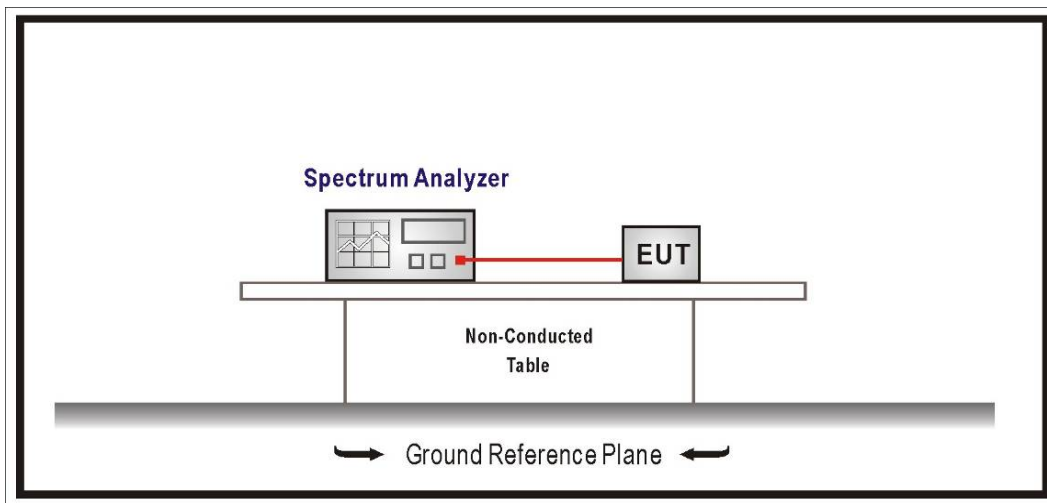 Spectrum Analyzer
EUT
Non-Conducted
Table
Ground Reference Plane